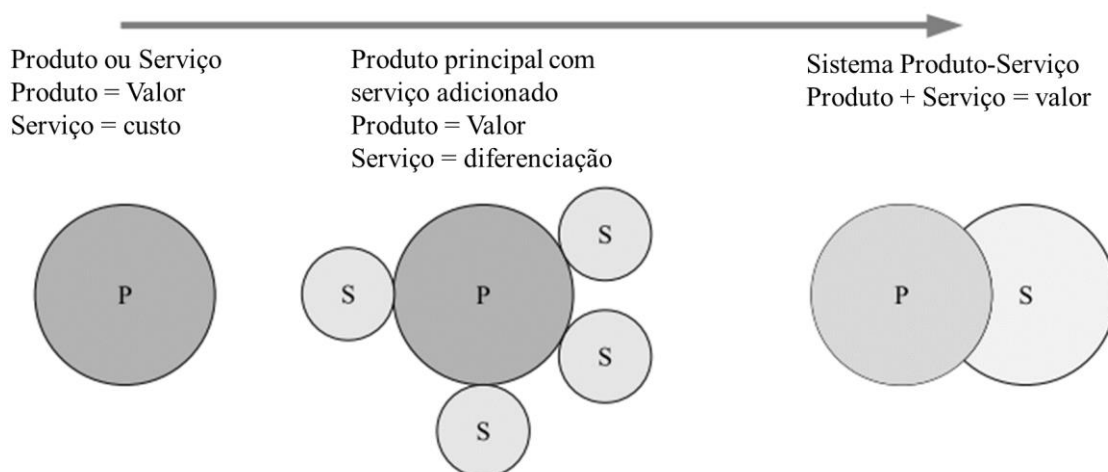 Produto ou Serviço
Produto = Valor
Serviço = custo
Produto principal com
serviço adicionado
Produto = Valor
Serviço = diferenciação
Sistema Produto-Serviço
Produto + Serviço = valor
P
S
P
S
S
S
P
S